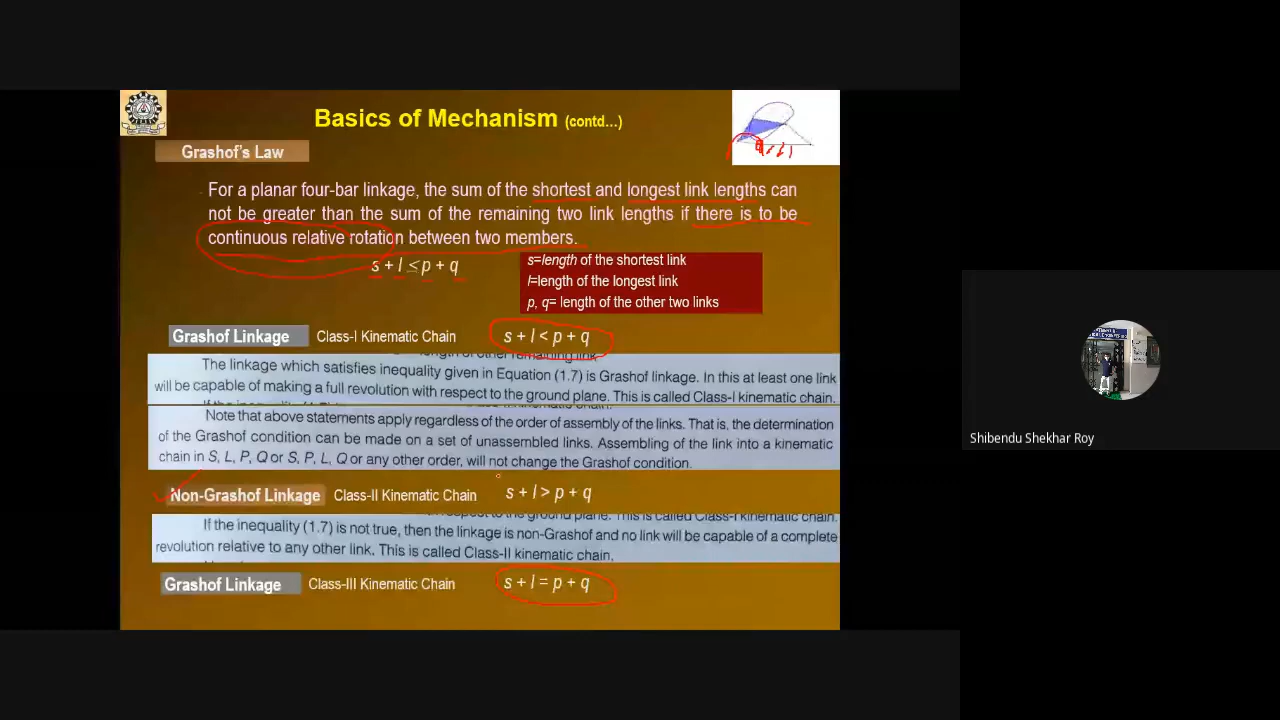 Basics of Mechanism (contd...)
Grashof's Law
For a planar four-bar linkage, the sum of the shortest and longest link lengths can
not be greater than the sum of the remaining two link lengths if there is to be
continuous relative rotation between two members.
s + l ≤ p + q
s=length of the shortest link
l=length of the longest link
p, q= length of the other two links
Grashof Linkage Class-I Kinematic Chain s + l < p + q
The linkage which satisfies inequality given in Equation (1.7) is Grashof linkage. In this at least one link
will be capable of making a full revolution with respect to the ground plane. This is called Class-I kinematic chain.
Note that above statements apply regardless of the order of assembly of the links. That is, the determination
of the Grashof condition can be made on a set of unassembled links. Assembling of the link into a kinematic
chain in S, L, P, Q or S, P, L, Q or any other order, will not change the Grashof condition.
Non-Grashof Linkage Class-II Kinematic Chain s + l > p + q
the ground plane. This is called Class-I kinematic chain.
If the inequality (1.7) is not true, then the linkage is non-Grashof and no link will be capable of a complete
revolution relative to any other link. This is called Class-II kinematic chain.
Grashof Linkage Class-III Kinematic Chain s + l = p + q
Shibendu Shekhar Roy